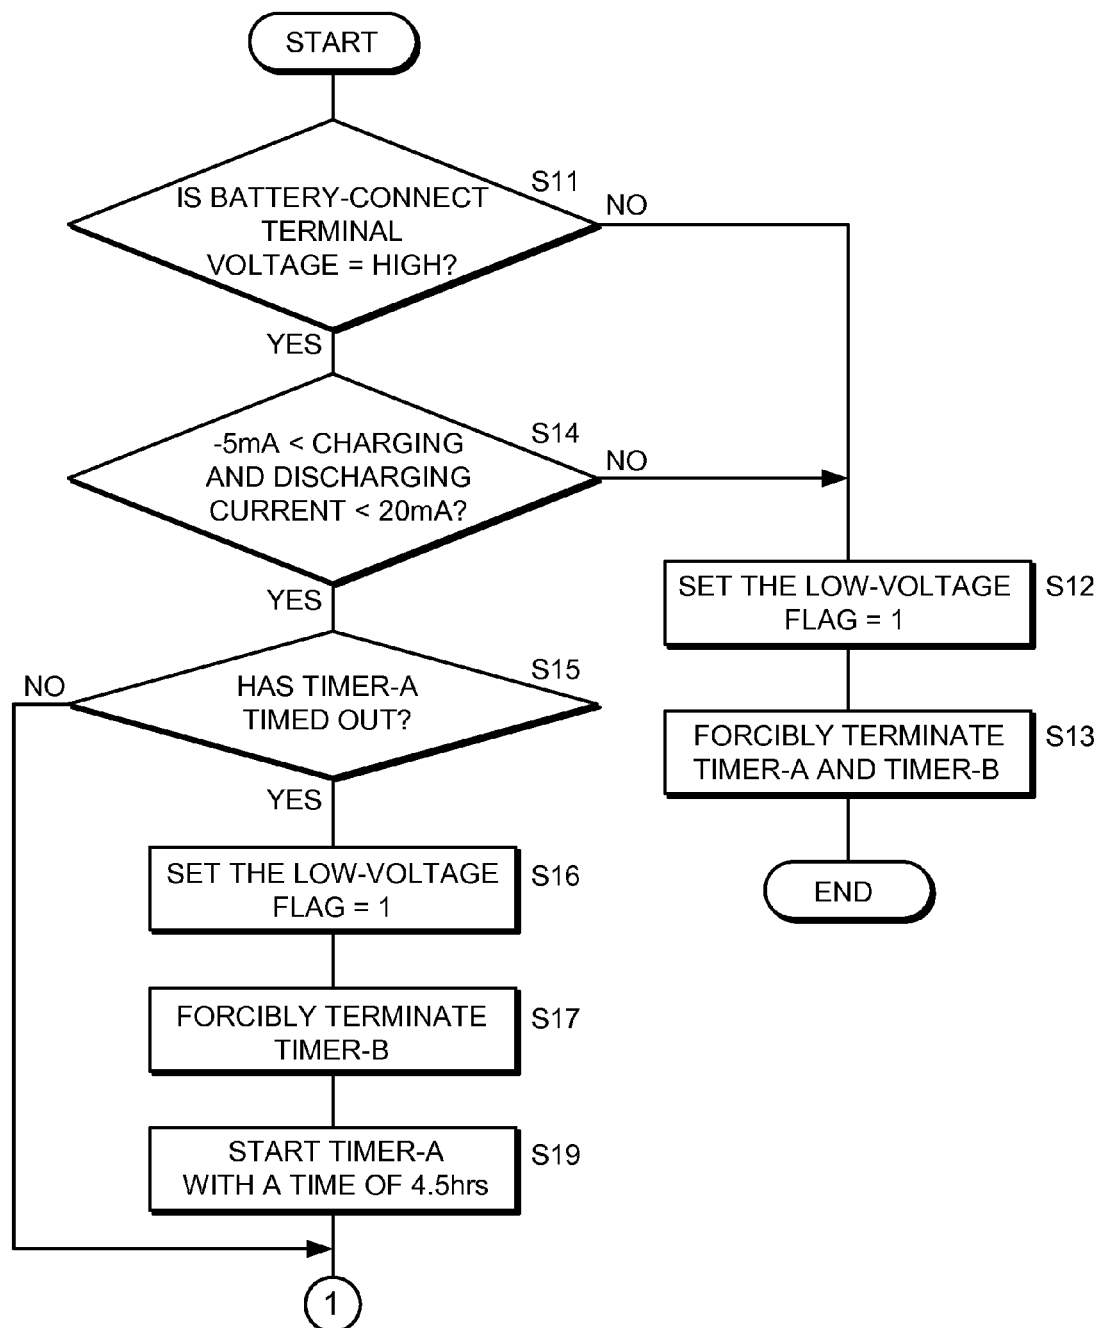 START
IS BATTERY-CONNECT
TERMINAL
VOLTAGE = HIGH?
S11
NO
YES
-5mA < CHARGING
AND DISCHARGING
CURRENT < 20mA?
S14
NO
YES
SET THE LOW-VOLTAGE
FLAG = 1
S12
HAS TIMER-A
TIMED OUT?
S15
NO
YES
FORCIBLY TERMINATE
TIMER-A AND TIMER-B
S13
SET THE LOW-VOLTAGE
FLAG = 1
S16
END
FORCIBLY TERMINATE
TIMER-B
S17
START TIMER-A
WITH A TIME OF 4.5hrs
S19
1